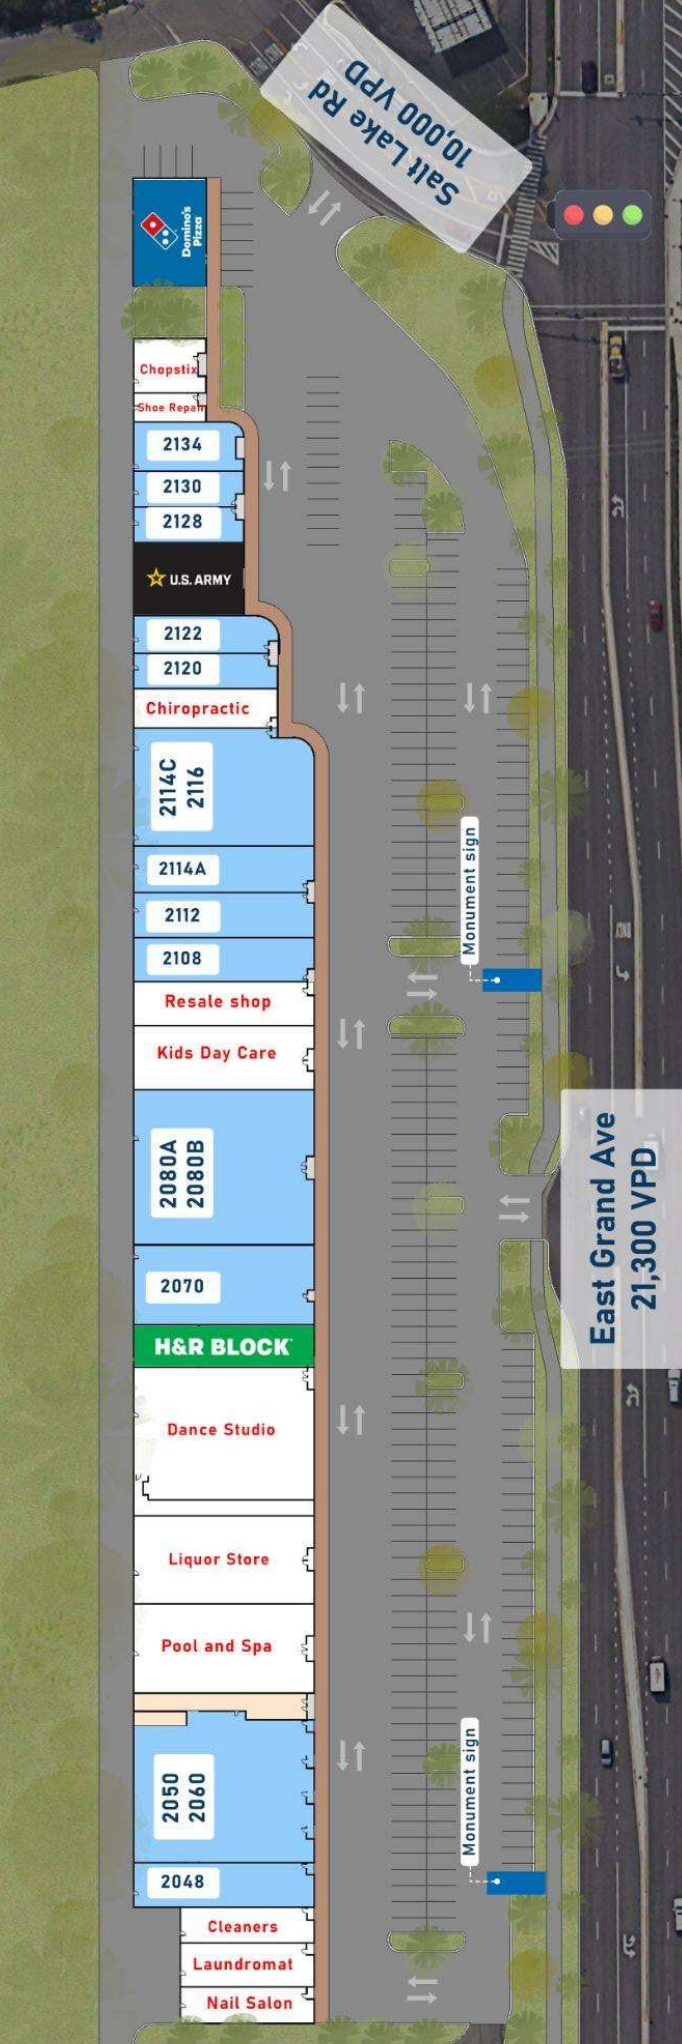 Salt Lake Rd
10,000 VPD
Domino's
Pizza
Chopstix
Shoe Repair
2134
2130
2128
U.S. ARMY
2122
2120
Chiropractic
2114C
2116
2114A
2112
Monument sign
2108
Resale shop
Kids Day Care
2080A
2080B
East Grand Ave
21,300 VPD
2070
H&R BLOCK
Dance Studio
Liquor Store
Pool and Spa
2050
2060
Monument sign
2048
Cleaners
Laundromat
Nail Salon